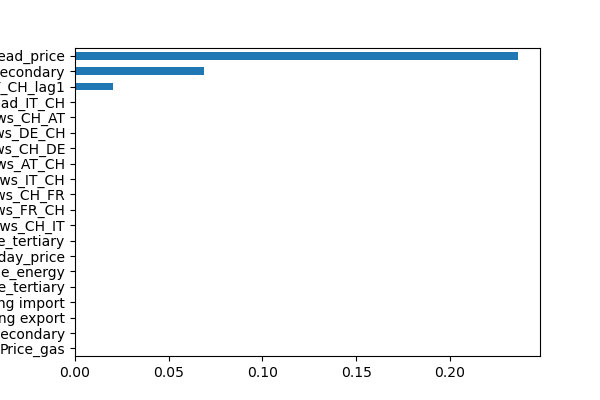 ead_price
econdary
_CH_lag1
ad_IT_CH
ws_CH_AT
ws_DE_CH
ws_CH_DE
ws_AT_CH
ws_IT_CH
ws_CH_FR
ws_FR_CH
ws_CH_IT
e_tertiary
day_price
e_energy
e_tertiary
ng import
ng export
econdary
Price_gas
0.00 0.05 0.10 0.15 0.20